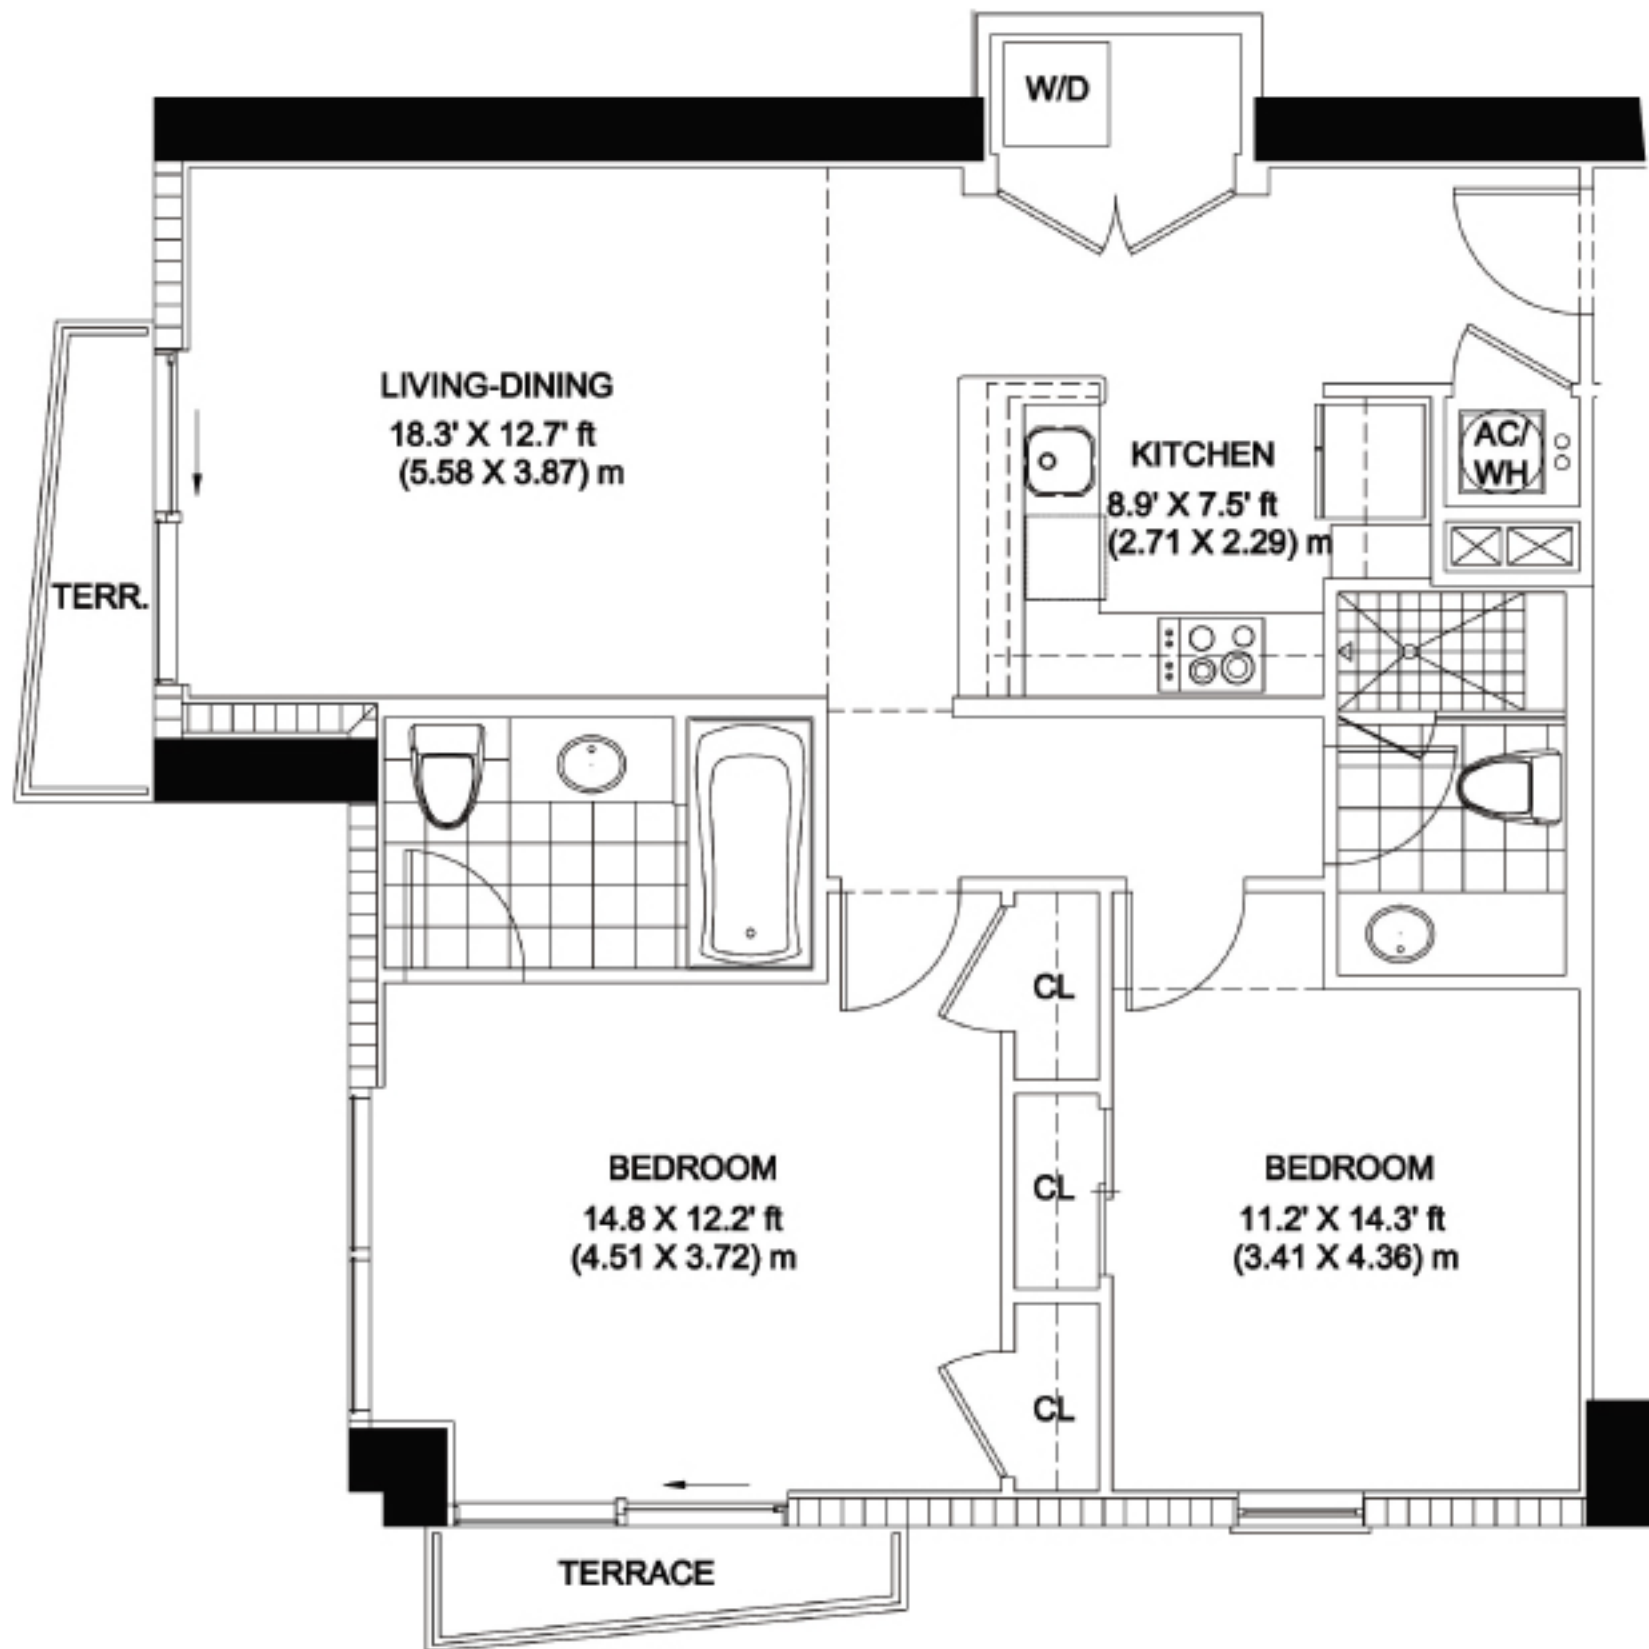 W/D
LIVING-DINING
18.3' X 12.7' ft
(5.58 X 3.87) m
KITCHEN
8.9' X 7.5' ft
(2.71 X 2.29) m
AC/
WH
TERR.
CL
BEDROOM
14.8 X 12.2' ft
(4.51 X 3.72) m
CL
BEDROOM
11.2' X 14.3' ft
(3.41 X 4.36) m
CL
TERRACE